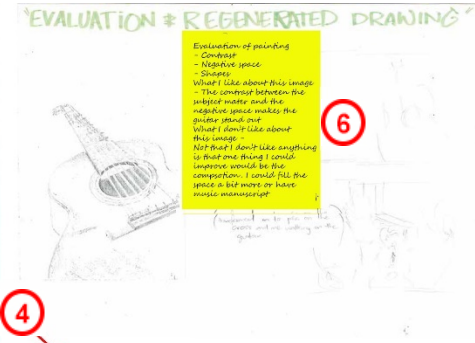 "EVALUATION & REGENERATED DRAWING"
Evaluation of painting
- Contrast
- Negative space
- Shapes
What I like about this image
- The contrast between the
subject mater and the
negative space makes the
guitar stand out
What I don't like about
this image -
Not that I don't like anything
is that one thing I could
improve would be the
compsotion. I could fill the
space a bit more or have
music manuscript
6
4